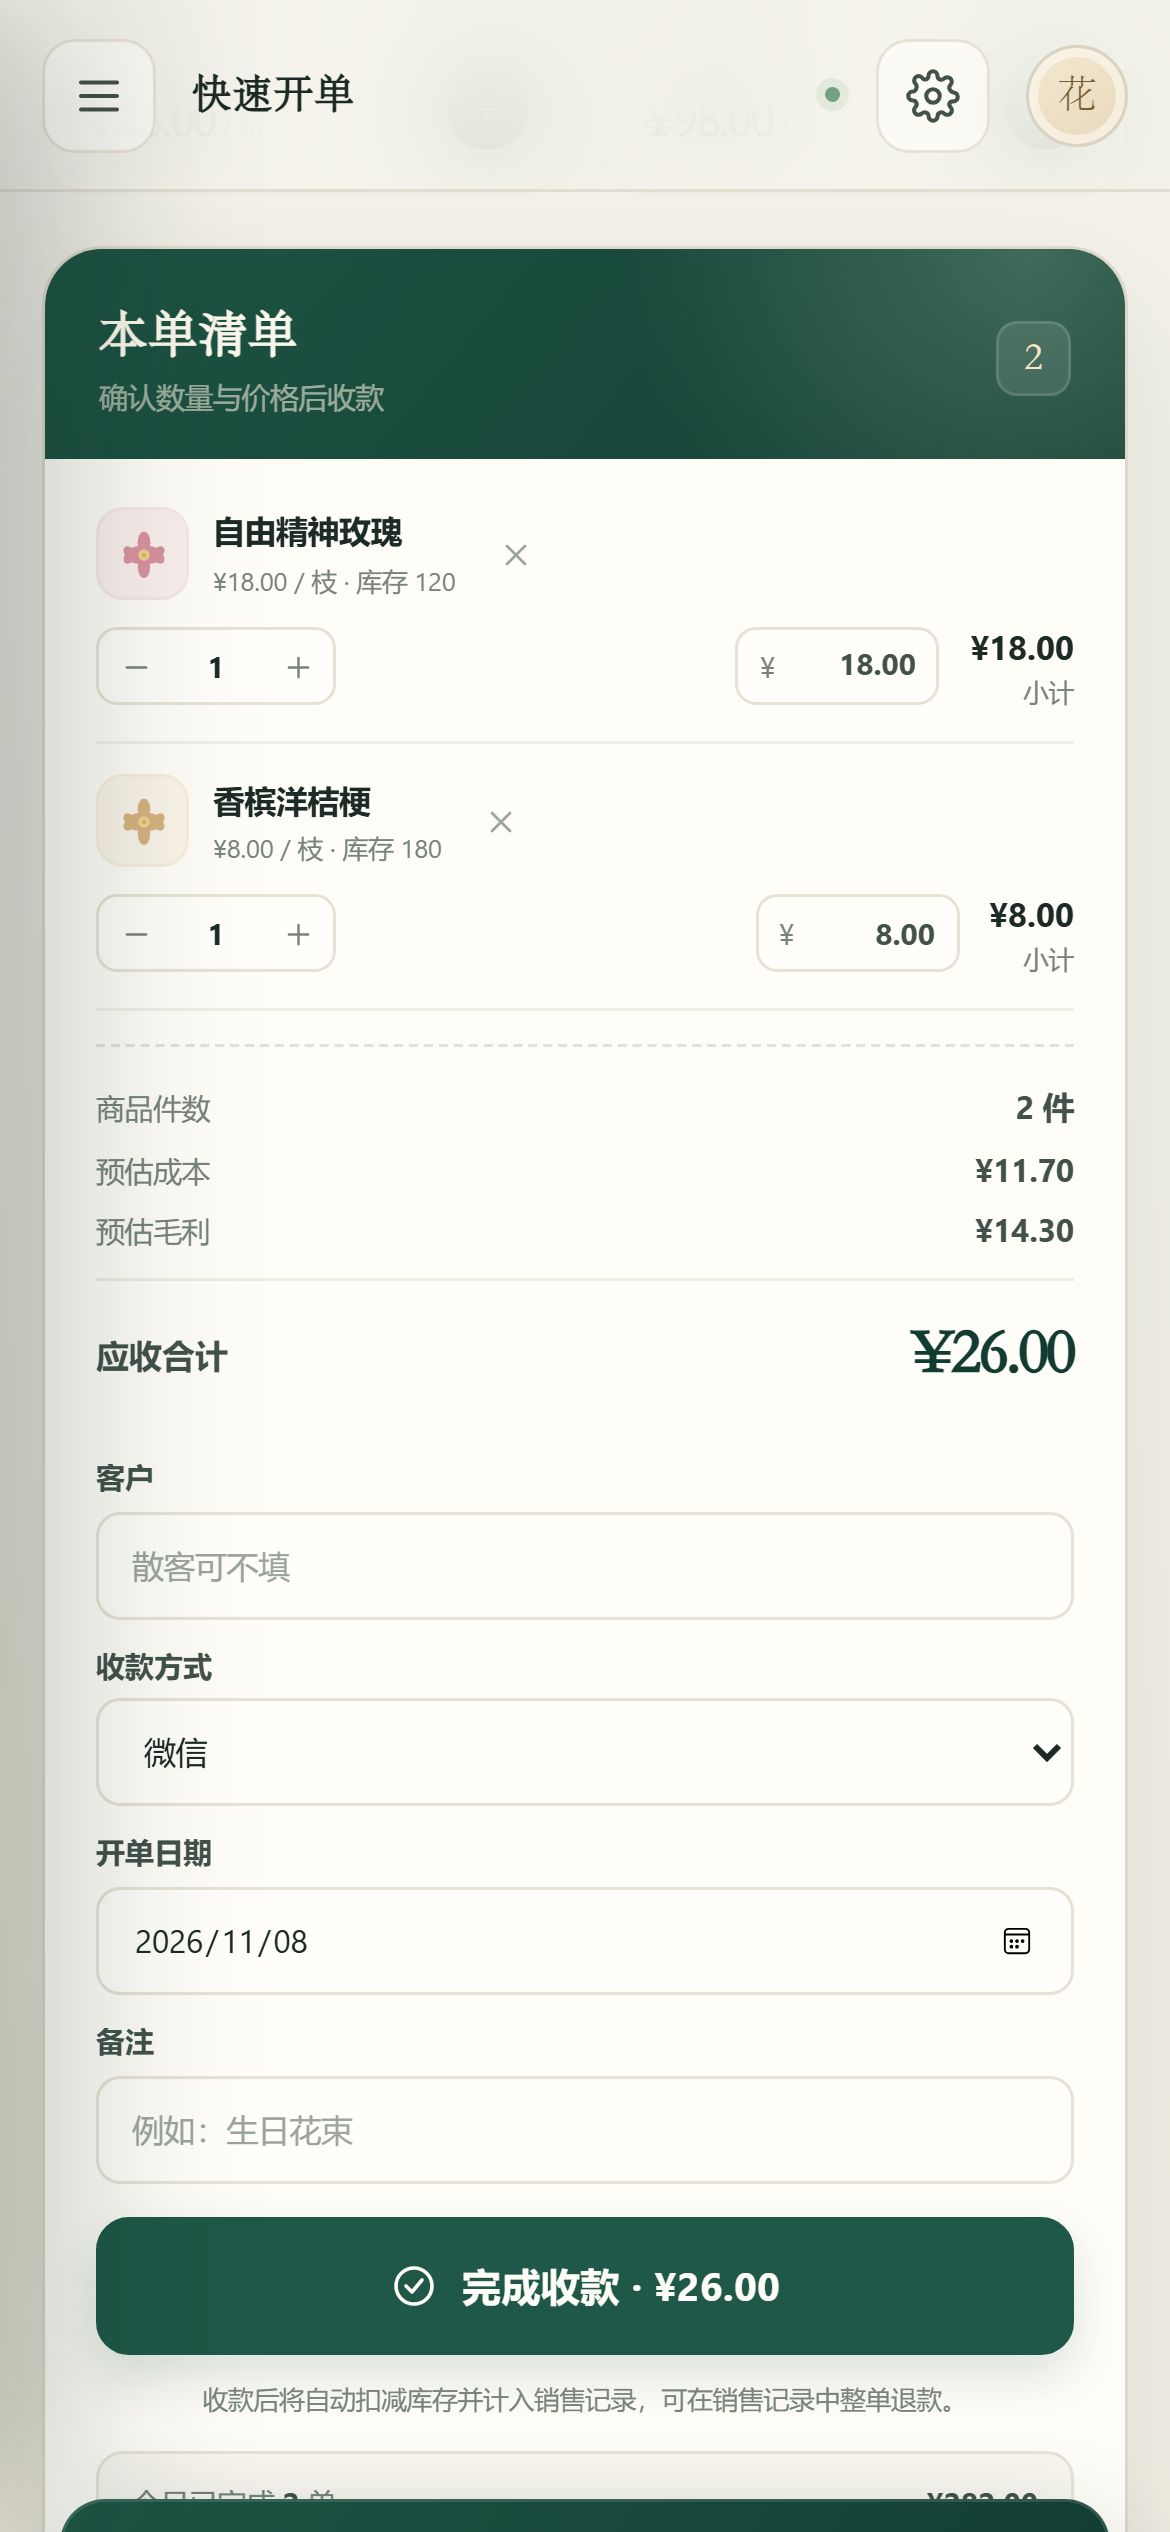 快速开单
花
¥98.00
本单清单
2
确认数量与价格后收款
自由精神玫瑰
¥18.00 / 枝 · 库存 120
1
¥ 18.00
¥18.00
小计
香槟洋桔梗
¥8.00 / 枝 · 库存 180
1
¥ 8.00
¥8.00
小计
商品件数 2 件
预估成本 ¥11.70
预估毛利 ¥14.30
应收合计 ¥26.00
客户
散客可不填
收款方式
微信
开单日期
2026/11/08
备注
例如：生日花束
完成收款 · ¥26.00
收款后将自动扣减库存并计入销售记录，可在销售记录中整单退款。
今日已完成